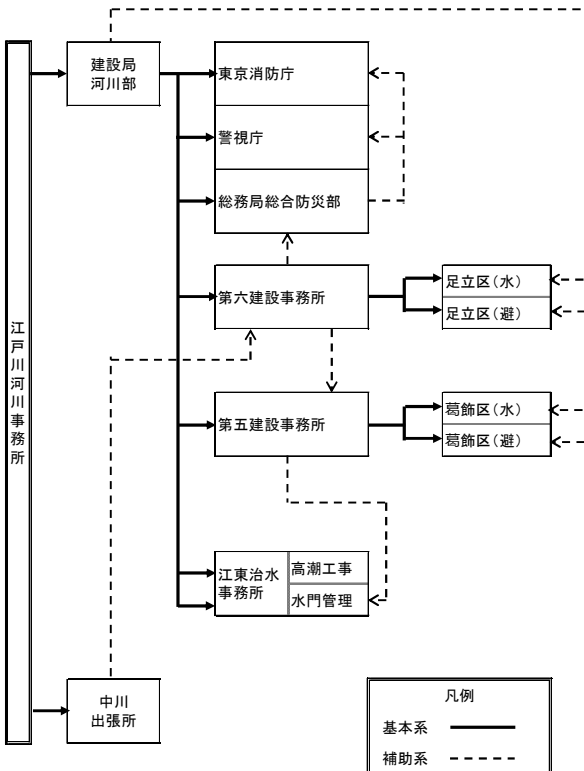 江戸川河川事務所
建設局
河川部
東京消防庁
警視庁
総務局総合防災部
第六建設事務所
足立区（水）
足立区（避）
第五建設事務所
葛飾区（水）
葛飾区（避）
江東治水
事務所
高潮工事
水門管理
中川
出張所
凡例
基本系
補助系